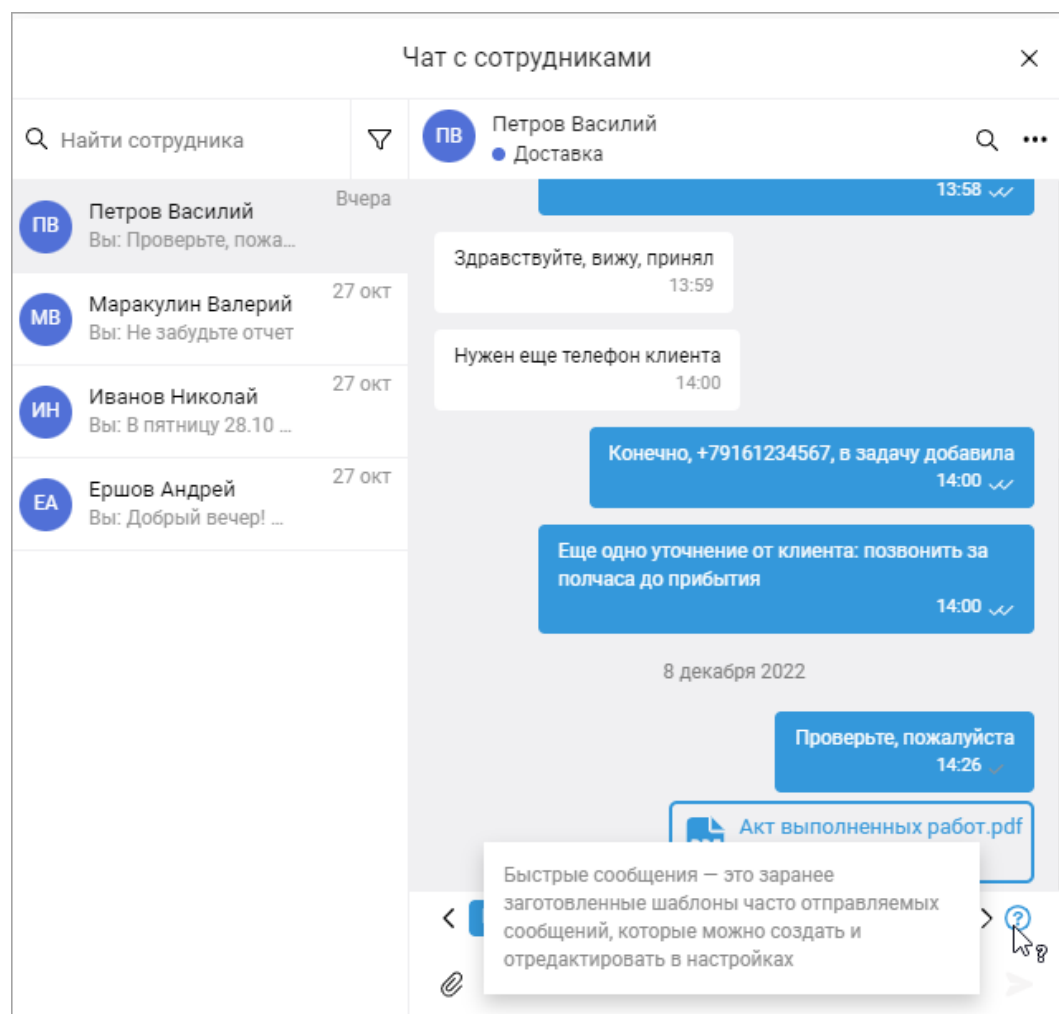 Чат с сотрудниками
Найти сотрудника
ПВ
Петров Василий
Доставка
ПВ
Петров Василий
Вчера
Вы: Проверьте, пожа...
МВ
Маракулин Валерий
27 окт
Вы: Не забудьте отчет
ИН
Иванов Николай
27 окт
Вы: В пятницу 28.10 ...
ЕА
Ершов Андрей
27 окт
Вы: Добрый вечер! ...
13:58
Здравствуйте, вижу, принял
13:59
Нужен еще телефон клиента
14:00
Конечно, +79161234567, в задачу добавила
14:00
Еще одно уточнение от клиента: позвонить за
полчаса до прибытия
14:00
8 декабря 2022
Проверьте, пожалуйста
14:26
Акт выполненных работ.pdf
Быстрые сообщения — это заранее
заготовленные шаблоны часто отправляемых
сообщений, которые можно создать и
отредактировать в настройках